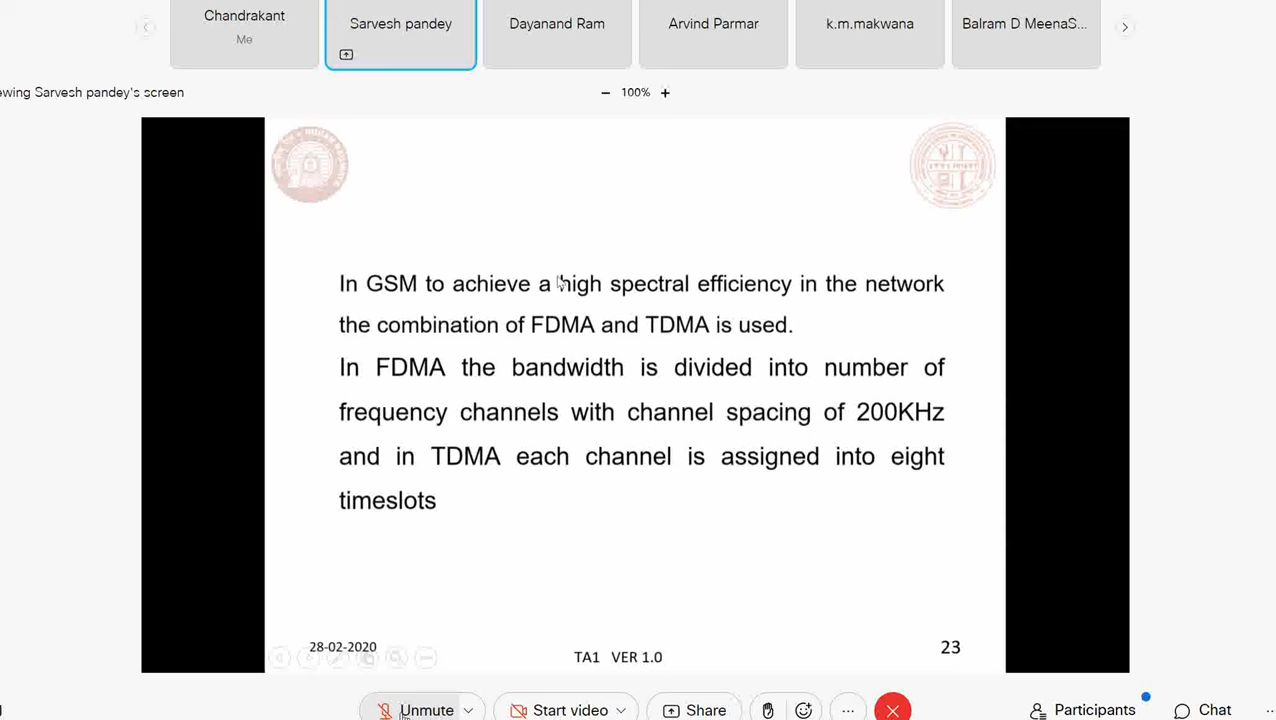 Chandrakant
Me
Sarvesh pandey
Dayanand Ram
Arvind Parmar
k.m.makwana
Balram D MeenaS...
ewing Sarvesh pandey's screen
100%
In GSM to achieve a high spectral efficiency in the network
the combination of FDMA and TDMA is used.
In FDMA the bandwidth is divided into number of
frequency channels with channel spacing of 200KHz
and in TDMA each channel is assigned into eight
timeslots
28-02-2020
TA1 VER 1.0
23
Unmute
Start video
Share
Participants
Chat